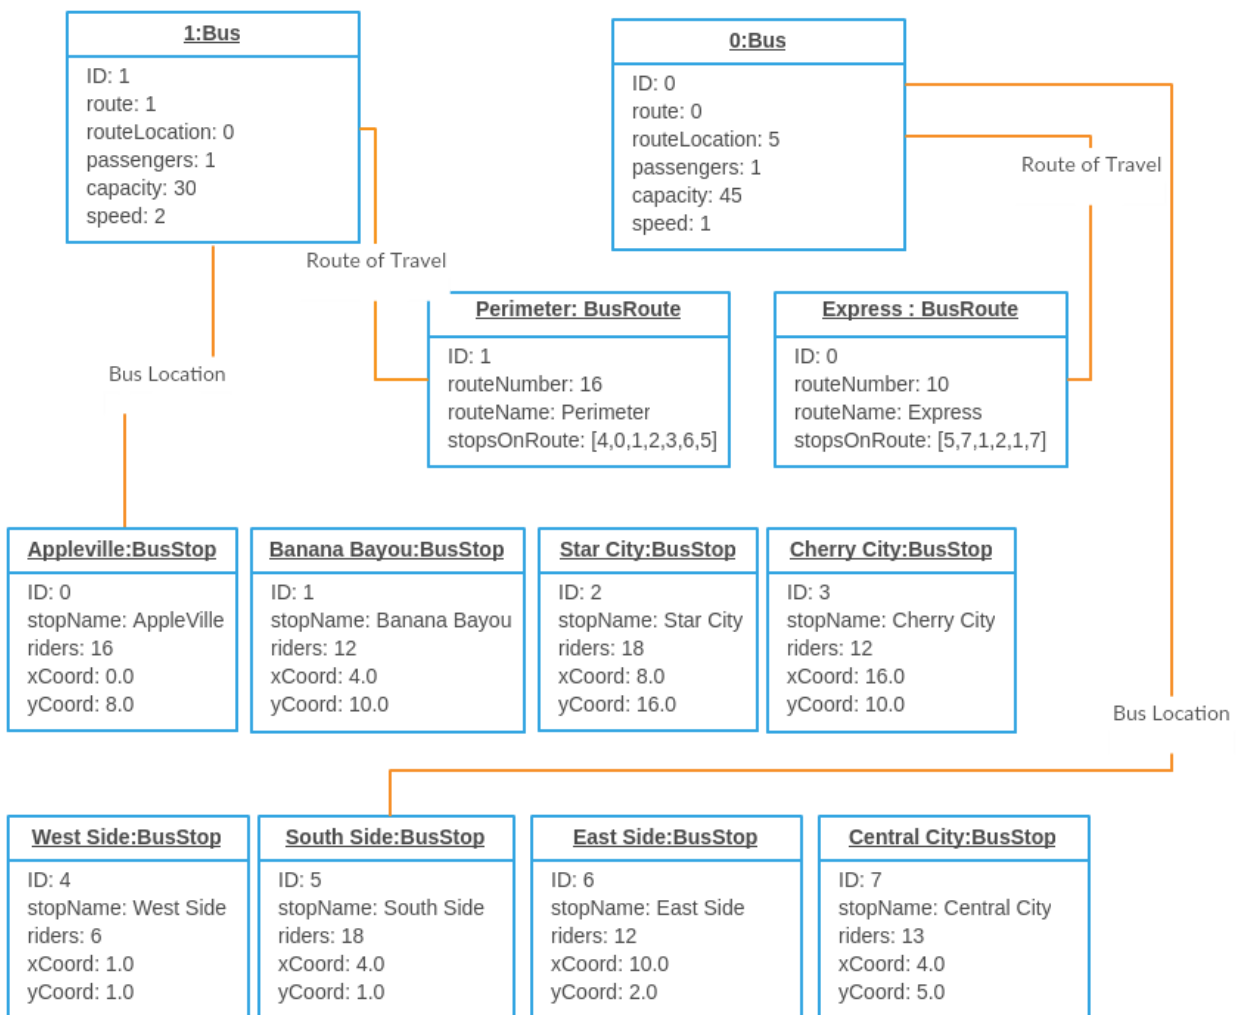 1:Bus
ID: 1
route: 1
routeLocation: 0
passengers: 1
capacity: 30
speed: 2
0:Bus
ID: 0
route: 0
routeLocation: 5
passengers: 1
capacity: 45
speed: 1
Route of Travel
Route of Travel
Bus Location
Perimeter: BusRoute
ID: 1
routeNumber: 16
routeName: Perimeter
stopsOnRoute: [4,0,1,2,3,6,5]
Express : BusRoute
ID: 0
routeNumber: 10
routeName: Express
stopsOnRoute: [5,7,1,2,1,7]
Appleville:BusStop
ID: 0
stopName: AppleVille
riders: 16
xCoord: 0.0
yCoord: 8.0
Banana Bayou:BusStop
ID: 1
stopName: Banana Bayou
riders: 12
xCoord: 4.0
yCoord: 10.0
Star City:BusStop
ID: 2
stopName: Star City
riders: 18
xCoord: 8.0
yCoord: 16.0
Cherry City:BusStop
ID: 3
stopName: Cherry City
riders: 12
xCoord: 16.0
yCoord: 10.0
Bus Location
West Side:BusStop
ID: 4
stopName: West Side
riders: 6
xCoord: 1.0
yCoord: 1.0
South Side:BusStop
ID: 5
stopName: South Side
riders: 18
xCoord: 4.0
yCoord: 1.0
East Side:BusStop
ID: 6
stopName: East Side
riders: 12
xCoord: 10.0
yCoord: 2.0
Central City:BusStop
ID: 7
stopName: Central City
riders: 13
xCoord: 4.0
yCoord: 5.0